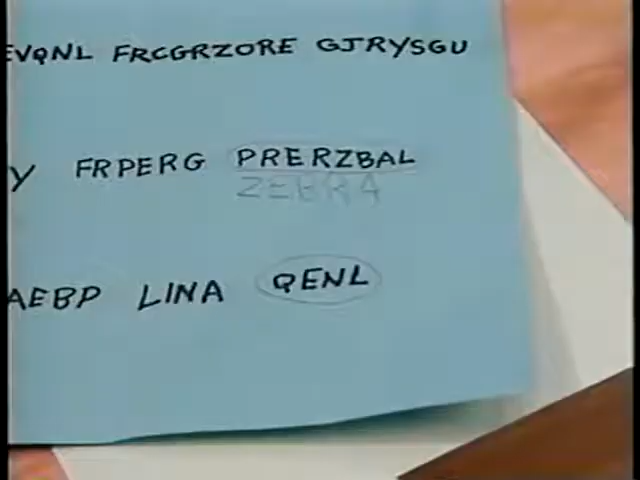 EVQNL FRCGRZORE GJRYSGU
Y FRPERG PRERZBAL
ZEBRA
AEBP LINA QENL